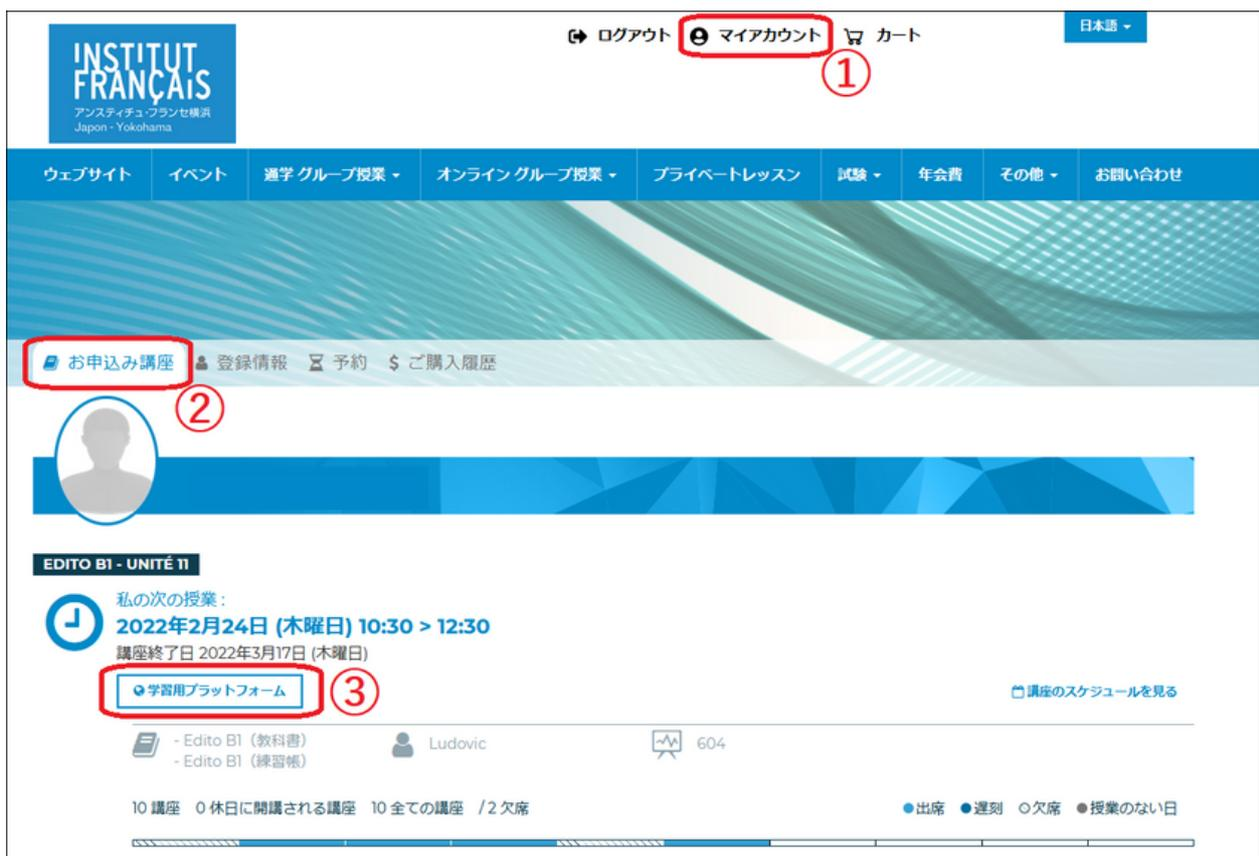 INSTITUT
FRANÇAIS
アンスティチュ・フランセ横浜
Japon - Yokohama
ログアウト マイアカウント カート
日本語
①
ウェブサイト イベント 通学 グループ授業 オンライン グループ授業 プライベートレッスン 試験 年会費 その他 お問い合わせ
お申込み講座 登録情報 予約 $ ご購入履歴
②
EDITO B1 - UNITÉ 11
私の次の授業 :
2022年2月24日 (木曜日) 10:30 > 12:30
講座終了日 2022年3月17日 (木曜日)
学習用プラットフォーム ③ 講座のスケジュールを見る
- Edito B1（教科書） Ludovic 604
- Edito B1（練習帳）
10 講座 0 休日に開講される講座 10 全ての講座 / 2 欠席 ●出席 ●遅刻 ○欠席 ●授業のない日